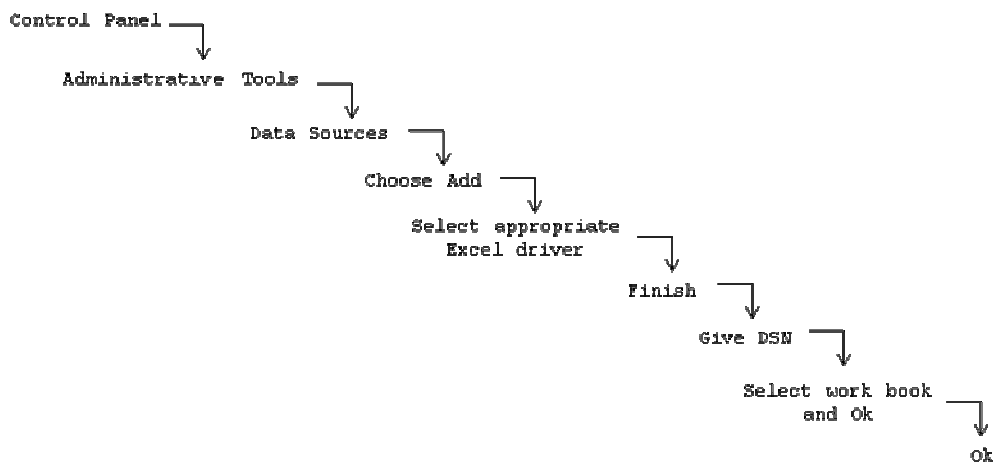 Control Panel
Administrative Tools
Data Sources
Choose Add
Select appropriate
Excel driver
Finish
Give DSN
Select work book
and Ok
Ok